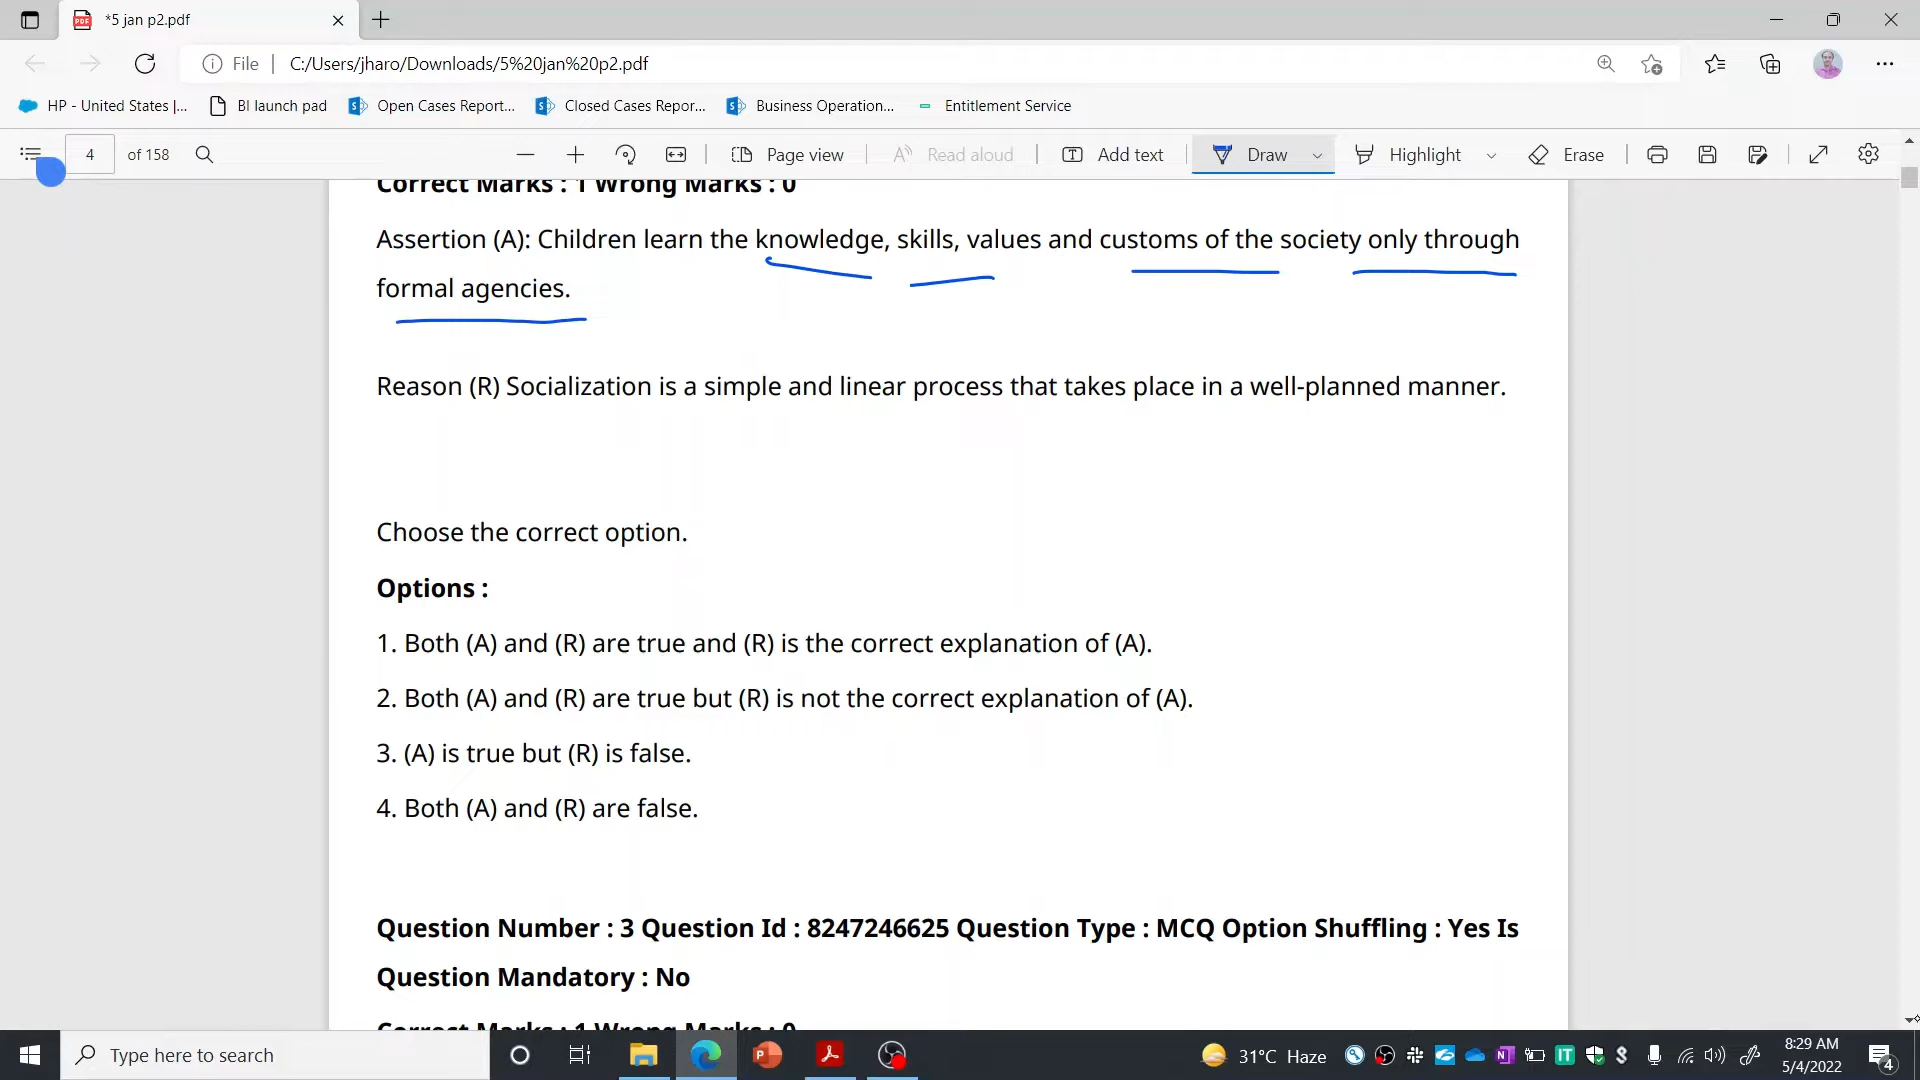 *5 jan p2.pdf
File C:/Users/jharo/Downloads/5%20jan%20p2.pdf
HP - United States |... BI launch pad Open Cases Report... Closed Cases Repor... Business Operation... Entitlement Service
4 of 158 Page view Read aloud Add text Draw Highlight Erase
Correct Marks : 1 Wrong Marks : 0
Assertion (A): Children learn the knowledge, skills, values and customs of the society only through
formal agencies.
Reason (R) Socialization is a simple and linear process that takes place in a well-planned manner.
Choose the correct option.
Options :
1. Both (A) and (R) are true and (R) is the correct explanation of (A).
2. Both (A) and (R) are true but (R) is not the correct explanation of (A).
3. (A) is true but (R) is false.
4. Both (A) and (R) are false.
Question Number : 3 Question Id : 8247246625 Question Type : MCQ Option Shuffling : Yes Is
Question Mandatory : No
Correct Marks : 1 Wrong Marks : 0
Type here to search 31°C Haze 8:29 AM
5/4/2022 4